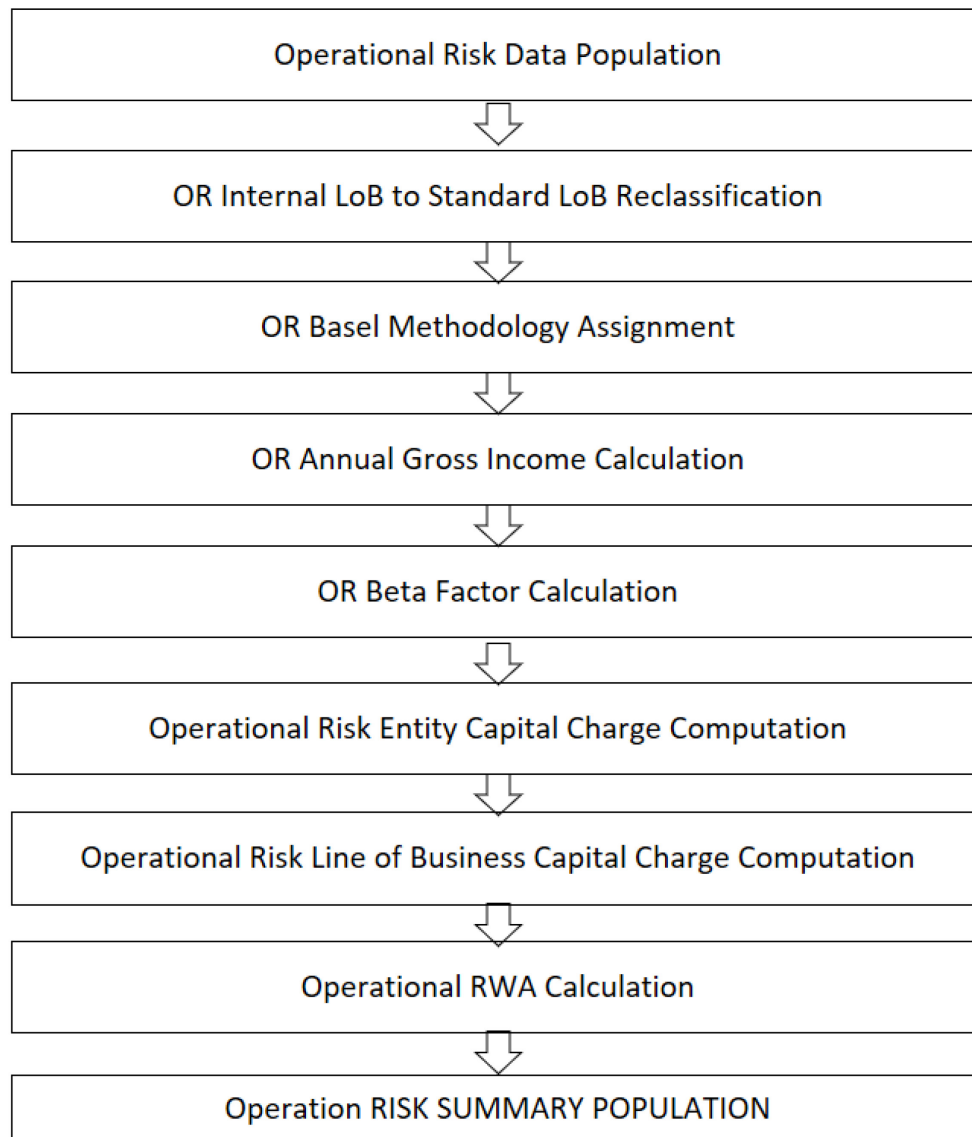 Operational Risk Data Population
OR Internal LoB to Standard LoB Reclassification
OR Basel Methodology Assignment
OR Annual Gross Income Calculation
OR Beta Factor Calculation
Operational Risk Entity Capital Charge Computation
Operational Risk Line of Business Capital Charge Computation
Operational RWA Calculation
Operation RISK SUMMARY POPULATION